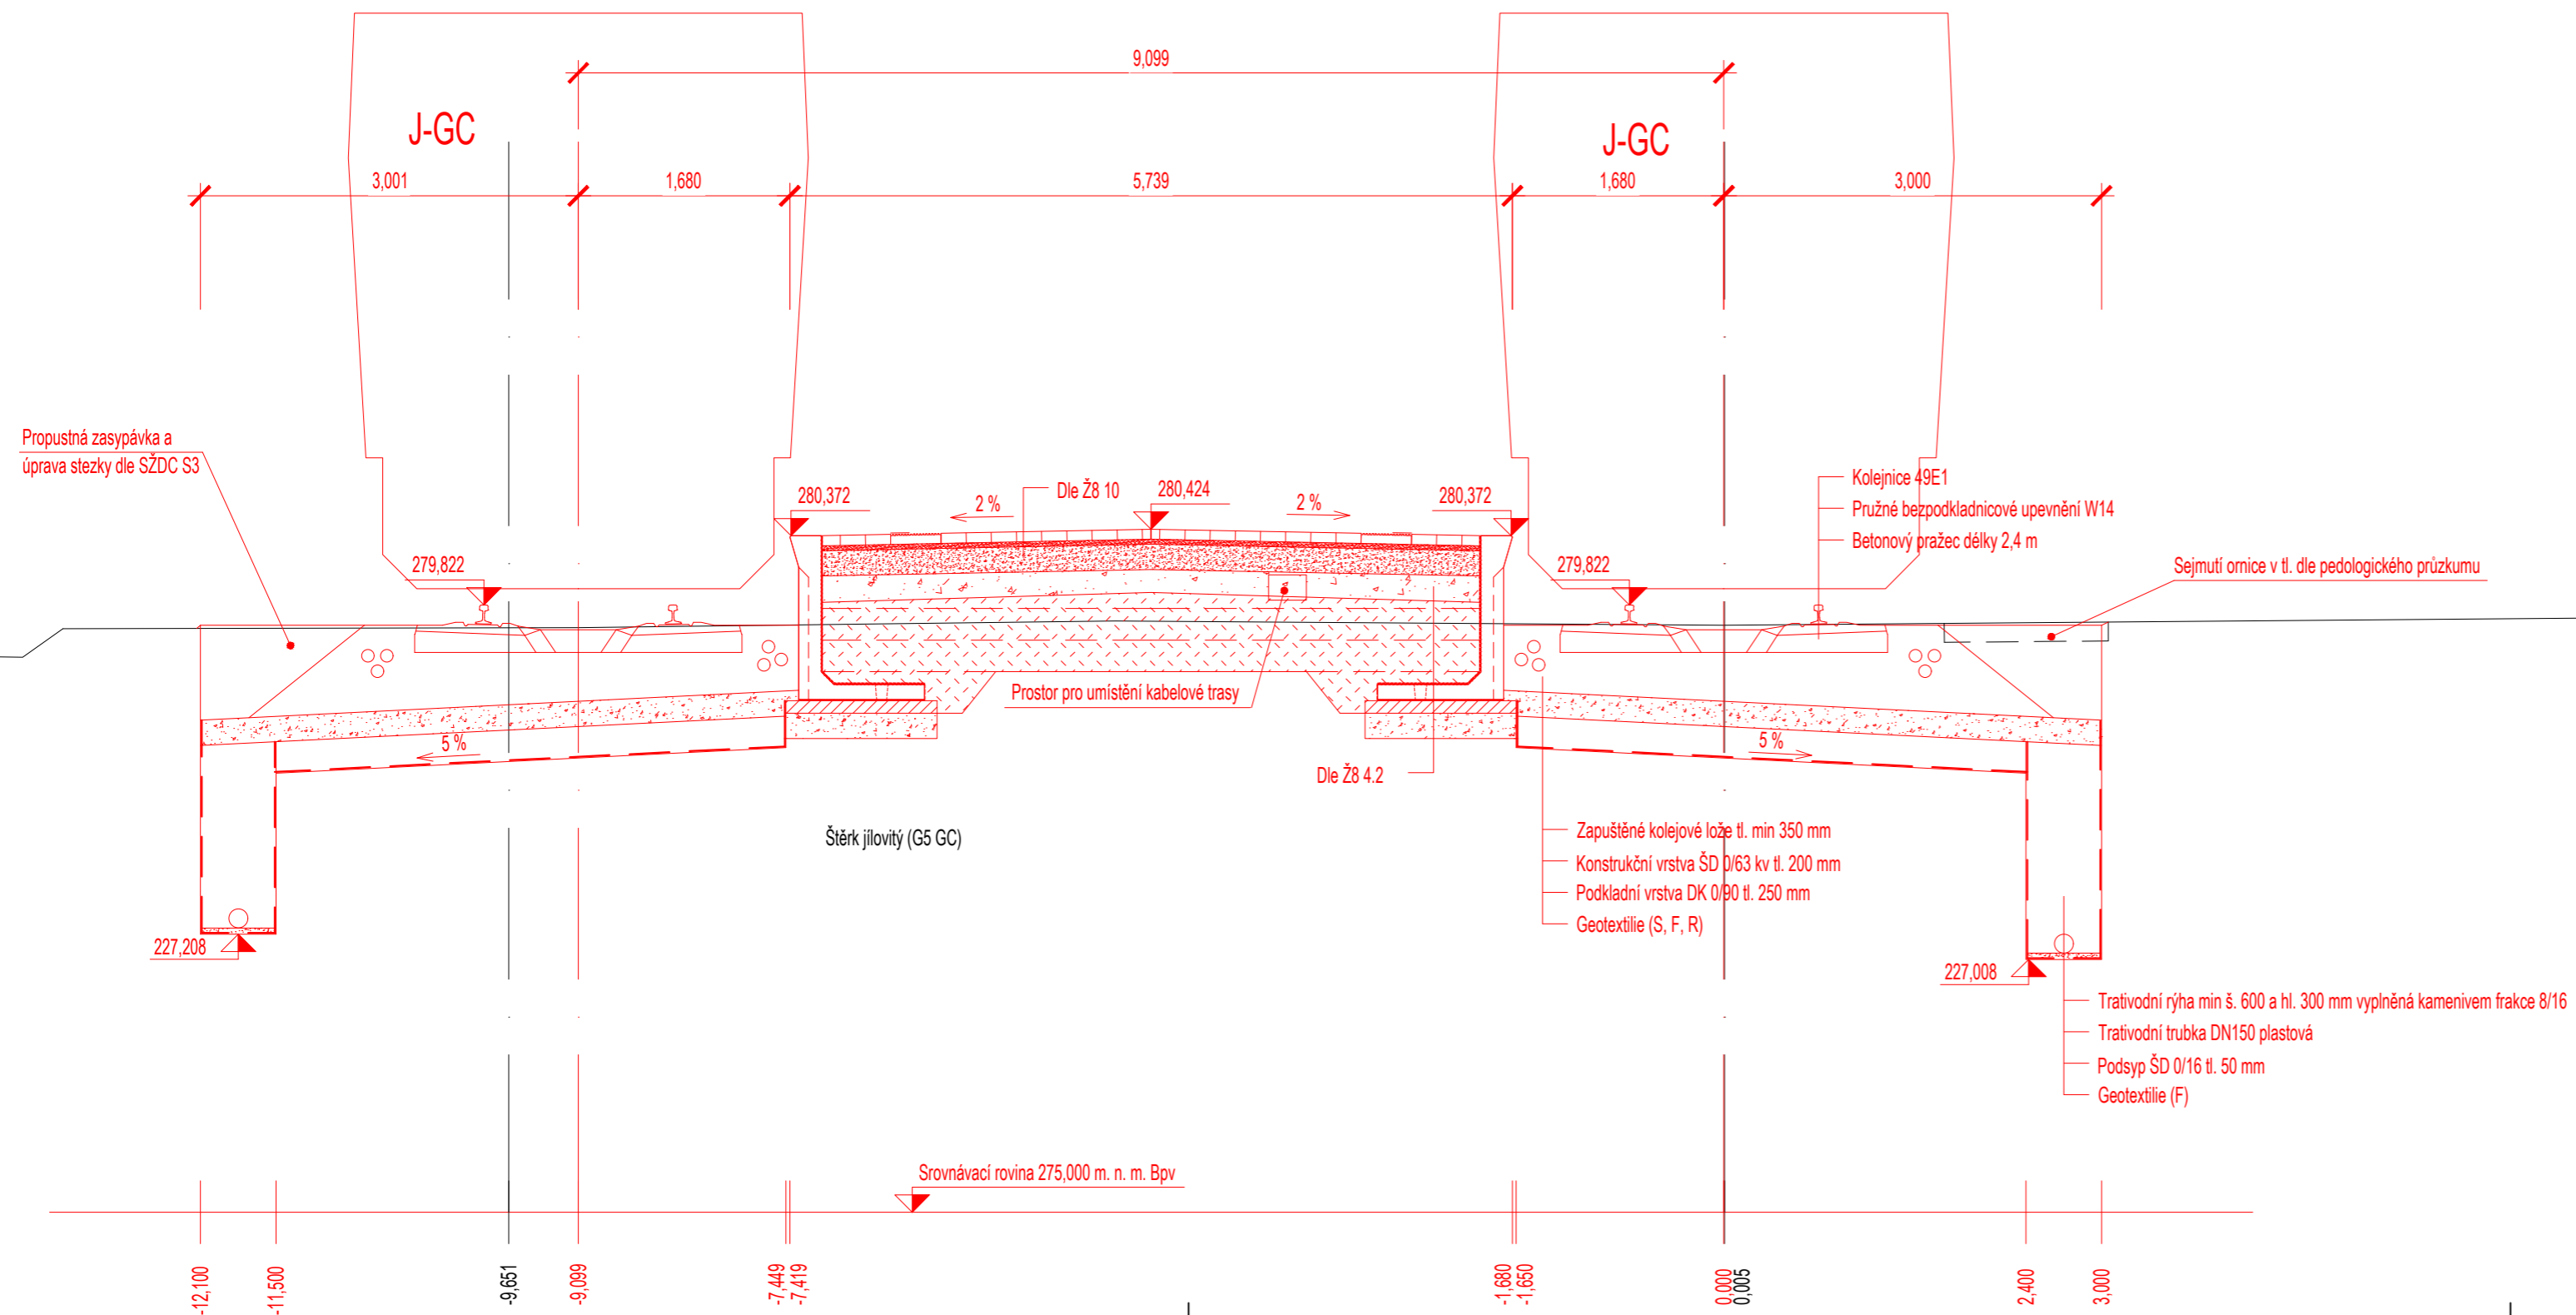 9,099
J-GC
J-GC
3,001
1,680
5,739
1,680
3,000
Propustná zasypávka a
úprava stezky dle SŽDC S3
280,372
2 %
Dle Ž8 10
280,424
2 %
280,372
Kolejnice 49E1
Pružné bezpodkladnicové upevnění W14
Betonový pražec délky 2,4 m
279,822
279,822
Sejmutí ornice v tl. dle pedologického průzkumu
Prostor pro umístění kabelové trasy
5 %
5 %
Dle Ž8 4.2
Štěrk jílovitý (G5 GC)
Zapuštěné kolejové lože tl. min 350 mm
Konstrukční vrstva ŠD 0/63 kv tl. 200 mm
Podkladní vrstva DK 0/90 tl. 250 mm
Geotextilie (S, F, R)
227,208
227,008
Trativodní rýha min š. 600 a hl. 300 mm vyplněná kamenivem frakce 8/16
Trativodní trubka DN150 plastová
Podsyp ŠD 0/16 tl. 50 mm
Geotextilie (F)
Srovnávací rovina 275,000 m. n. m. Bpv
-12,100
-11,500
-9,651
-9,099
-7,449
-7,419
-1,680
-1,650
0,000
0,005
2,400
3,000